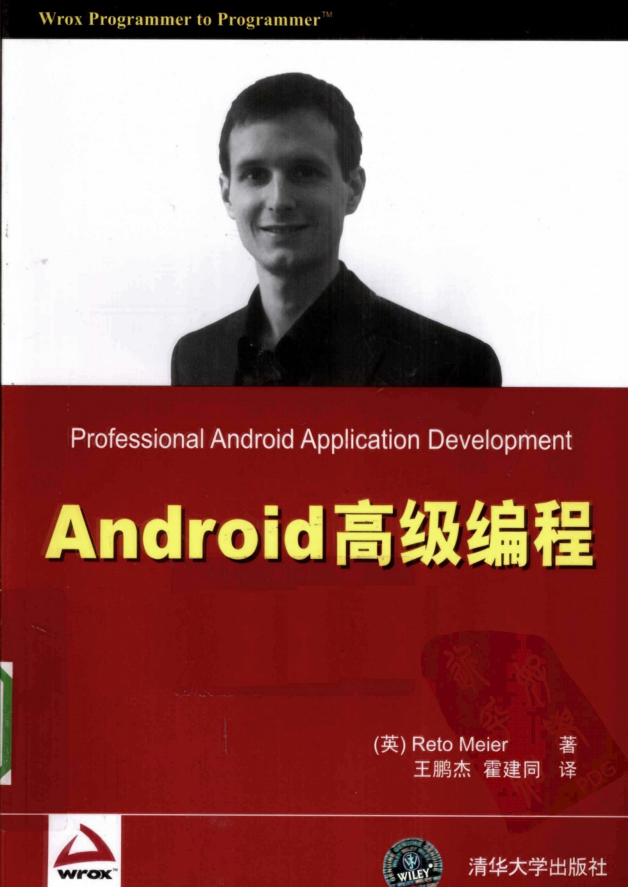 Wrox Programmer to Programmer™
Professional Android Application Development
Android高级编程
(英) Reto Meier 著
王鹏杰 霍建同 译
wrox™
WILEY
清华大学出版社